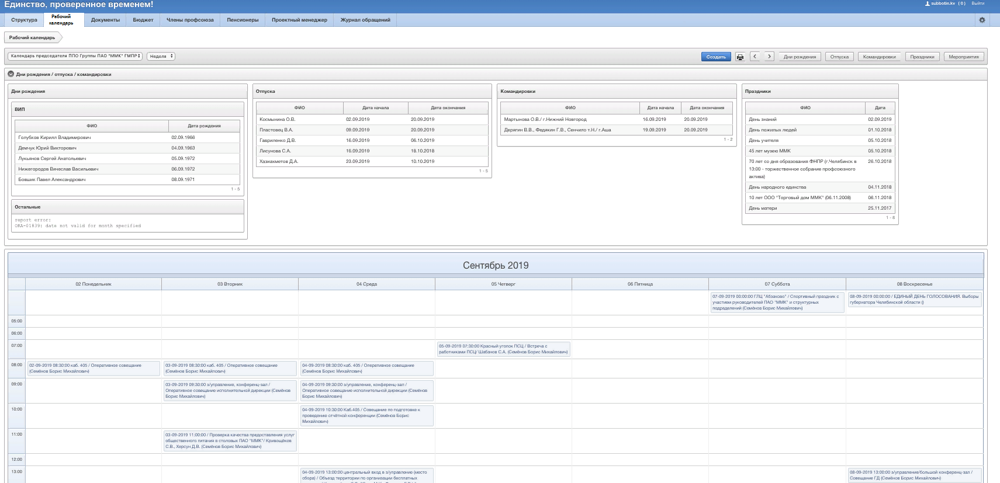 Единство, проверенное временем!
subbotin.kv ( 0 ) Выйти
Структура
Рабочий
календарь
Документы
Бюджет
Члены профсоюза
Пенсионеры
Проектный менеджер
Журнал обращений
Рабочий календарь
Календарь председателя ППО Группы ПАО "ММК" ГМПР
Неделя
Создать
Дни рождения
Отпуска
Командировки
Праздники
Мероприятия
Дни рождения / отпуска / командировки
Дни рождения
ВИП
ФИО Дата рождения
Голубков Кирилл Владимирович 02.09.1966
Демчук Юрий Викторович 04.09.1963
Лукьянов Сергей Анатольевич 05.09.1972
Нижегородов Вячеслав Васильевич 06.09.1972
Бовшик Павел Александрович 08.09.1971
1 - 5
Остальные
report error:
ORA-01839: date not valid for month specified
Отпуска
ФИО Дата начала Дата окончания
Космынина О.В. 02.09.2019 20.09.2019
Пластовец В.А. 09.09.2019 20.09.2019
Гавриленко Д.В. 16.09.2019 06.10.2019
Лисунова С.А. 16.09.2019 18.10.2018
Хазиахметов Д.А. 23.09.2019 10.10.2019
1 - 5
Командировки
ФИО Дата начала Дата окончания
Мартынова О.В./ г.Нижний Новгород 16.09.2019 20.09.2019
Дерягин В.В., Федякин Г.В., Сенчило т.Н./ г.Аша 19.09.2019 20.09.2019
1 - 2
Праздники
ФИО Дата
День знаний 02.09.2019
День пожилых людей 01.10.2018
День учителя 05.10.2018
45 лет музею ММК 05.10.2018
70 лет со дня образования ФНПР (г.Челябинск в 26.10.2018
13:00 - торжественное собрание профсоюзного
актива)
День народного единства 04.11.2018
10 лет ООО "Торговый дом ММК" (06.11.2008) 06.11.2018
День матери 25.11.2017
1 - 8
Сентябрь 2019
02 Понедельник 03 Вторник 04 Среда 05 Четверг 06 Пятница 07 Суббота 08 Воскресенье
07-09-2019 00:00:00 ГЛЦ "Абзаково" / Спортивный праздник с
участием руководителей ПАО "ММК" и структурных
подразделений (Семёнов Борис Михайлович)
08-09-2019 00:00:00 / ЕДИНЫЙ ДЕНЬ ГОЛОСОВАНИЯ. Выборы
губернатора Челябинской области ()
05:00
06:00
07:00
05-09-2019 07:30:00 Красный уголок ПСЦ / Встреча с
работниками ПСЦ/ Шабанов С.А. (Семёнов Борис Михайлович)
08:00
02-09-2019 08:30:00 каб. 405 / Оперативное совещание
(Семёнов Борис Михайлович)
03-09-2019 08:30:00 каб. 405 / Оперативное совещание
(Семёнов Борис Михайлович)
04-09-2019 08:30:00 каб. 405 / Оперативное совещание
(Семёнов Борис Михайлович)
09:00
03-09-2019 09:30:00 з/управление, конференц-зал /
Оперативное совещание исполнительной дирекции (Семёнов
Борис Михайлович)
04-09-2019 09:30:00 з/управление, конференц-зал /
Оперативное совещание исполнительной дирекции (Семёнов
Борис Михайлович)
10:00
04-09-2019 10:30:00 Каб.405 / Совещание по подготовке к
проведению отчётной конференции (Семёнов Борис
Михайлович)
11:00
03-09-2019 11:00:00 / Проверка качества предоставления услуг
общественного питания в столовых ПАО "ММК"/ Кривощёков
С.В., Херсун Д.В. (Семёнов Борис Михайлович)
12:00
13:00
04-09-2019 13:00:00 центральный вход в з/управление (место
сбора) / Объезд территории по организации бесплатных
08-09-2019 13:00:00 з/управление/большой конференц-зал /
Совещание ГД (Семёнов Борис Михайлович)